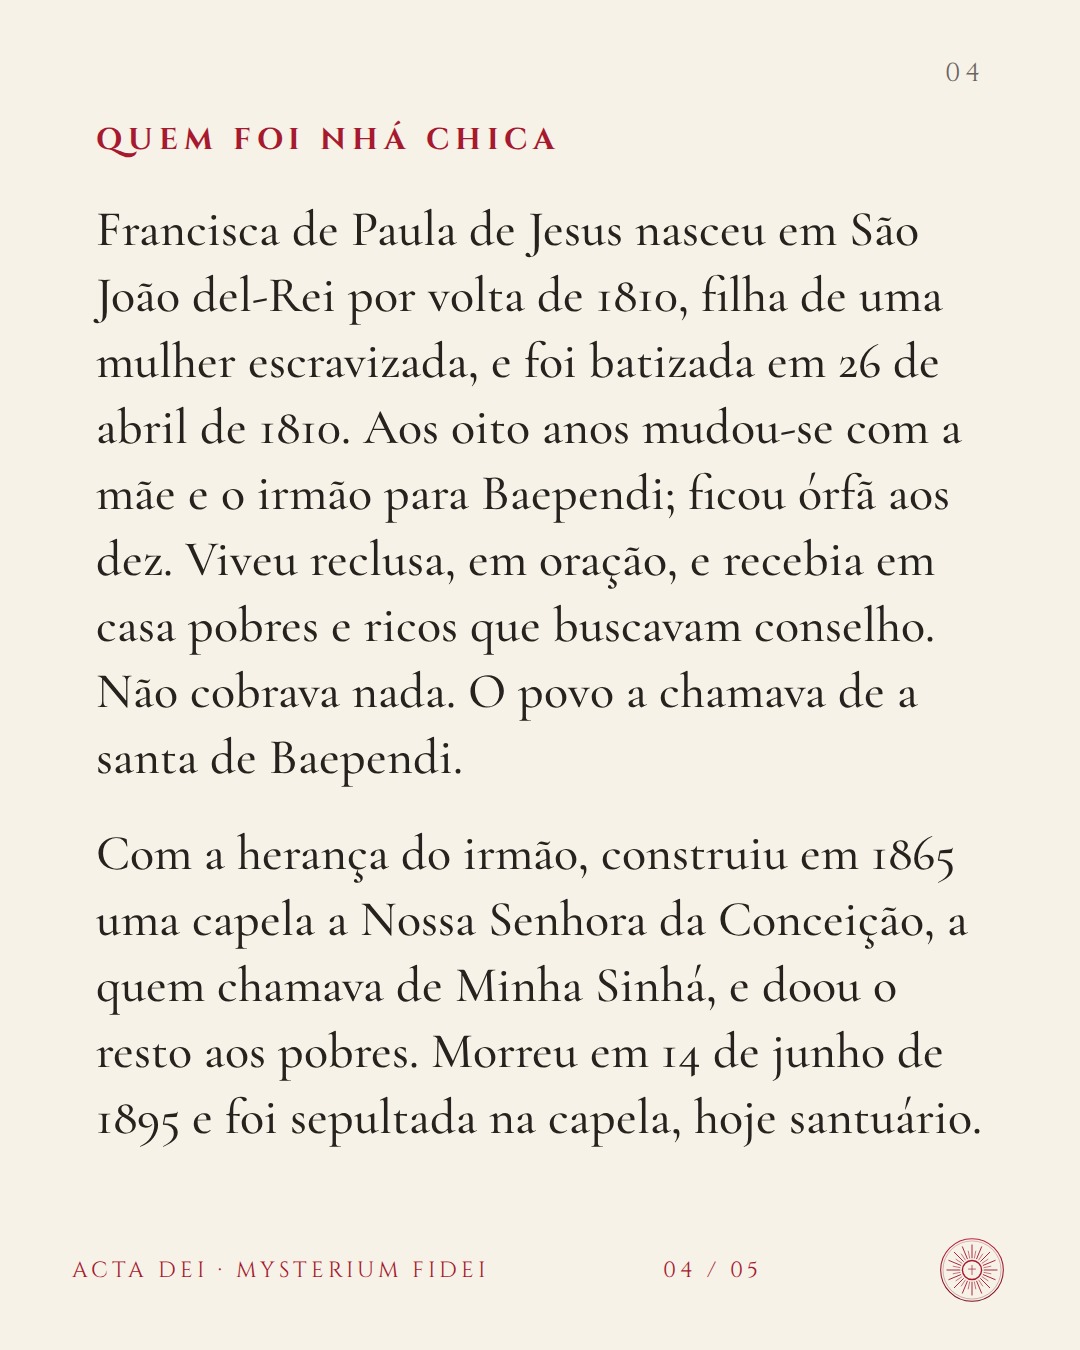 04
QUEM FOI NHÁ CHICA
Francisca de Paula de Jesus nasceu em São
João del-Rei por volta de 1810, filha de uma
mulher escravizada, e foi batizada em 26 de
abril de 1810. Aos oito anos mudou-se com a
mãe e o irmão para Baependi; ficou órfã aos
dez. Viveu reclusa, em oração, e recebia em
casa pobres e ricos que buscavam conselho.
Não cobrava nada. O povo a chamava de a
santa de Baependi.
Com a herança do irmão, construiu em 1865
uma capela a Nossa Senhora da Conceição, a
quem chamava de Minha Sinhá, e doou o
resto aos pobres. Morreu em 14 de junho de
1895 e foi sepultada na capela, hoje santuário.
ACTA DEI · MYSTERIUM FIDEI 04 / 05